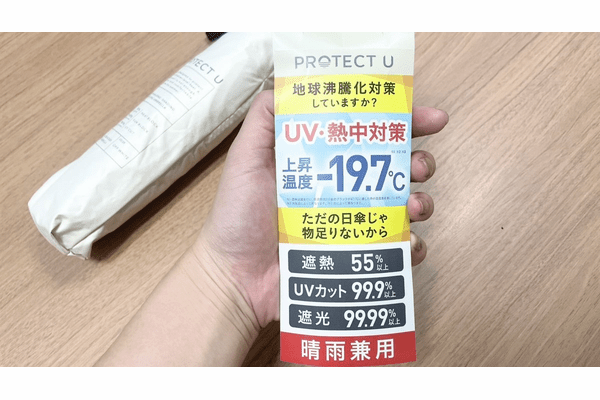 PROTECT U
PROTECT U
地球沸騰化対策
していますか?
UV・熱中対策
上昇温度 -19.7℃
ただの日傘じゃ
物足りないから
遮熱 55%以上
UVカット 99.9%以上
遮光 99.99%以上
晴雨兼用